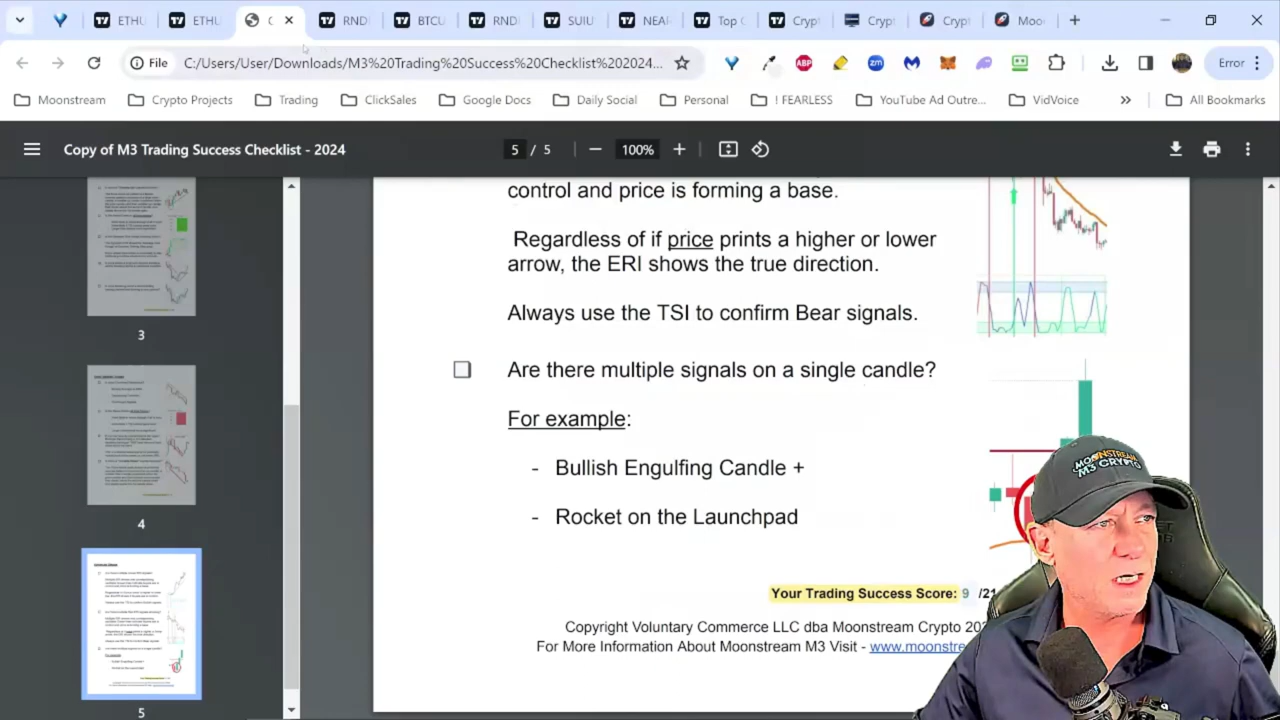 ETHU
ETHU
C
RND
BTCU
RND
SUIU
NEAR
Top C
Crypt
Crypt
Crypt
Moo
File
C:/Users/User/Downloads/M3%20Trading%20Success%20Checklist%202024...
ABP
zm
Error
Moonstream
Crypto Projects
Trading
ClickSales
Google Docs
Daily Social
Personal
! FEARLESS
YouTube Ad Outre...
VidVoice
All Bookmarks
Copy of M3 Trading Success Checklist - 2024
5 / 5
100%
control and price is forming a base.
Regardless of if price prints a higher or lower
arrow, the ERI shows the true direction.
Always use the TSI to confirm Bear signals.
Are there multiple signals on a single candle?
For example:
- Bullish Engulfing Candle +
- Rocket on the Launchpad
Your Trading Success Score: 9 /21
Copyright Voluntary Commerce LLC dba Moonstream Crypto
For More Information About Moonstream M3 Visit - www.moonstre
3
4
5
MOONSTREAM
M3 CRYPTO